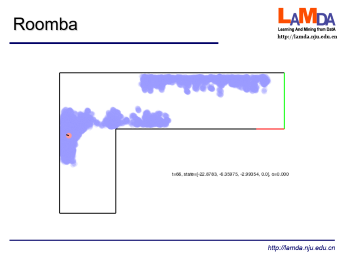 Roomba
LAMDA
Learning And Mining from DatA
http://lamda.nju.edu.cn
http://lamda.nju.edu.cn